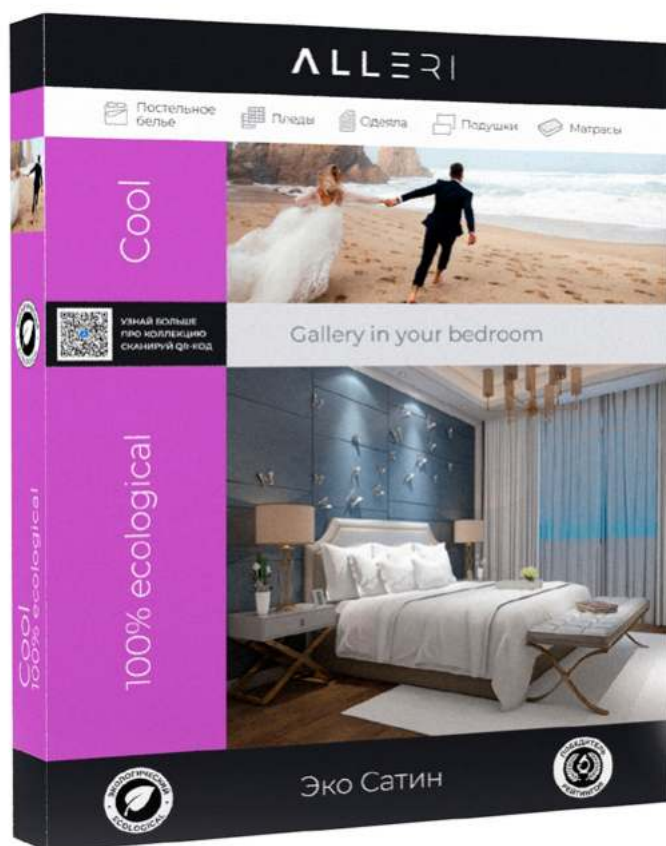 ALLERI
Постельное
белье
Пледы
Одеяла
Подушки
Матрасы
Cool
УЗНАЙ БОЛЬШЕ
ПРО КОЛЛЕКЦИЮ
СКАНИРУЙ QR-КОД
Gallery in your bedroom
100% ecological
Cool
100% ecological
ЭКОЛОГИЧЕСКИЙ
ECOLOGICAL
Эко Сатин
ПОБЕДИТЕЛЬ
РЕЙТИНГОВ